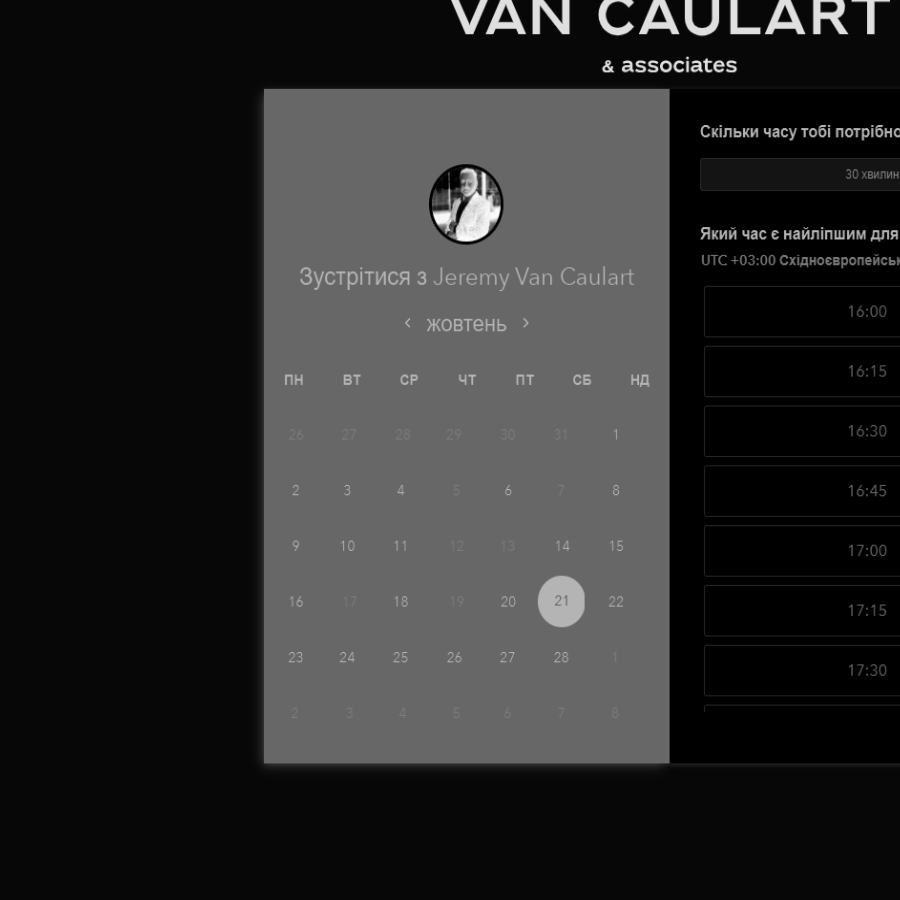 VAN CAULART
& associates
Зустрітися з Jeremy Van Caulart
жовтень
ПН ВТ СР ЧТ ПТ СБ НД
26 27 28 29 30 31 1
2 3 4 5 6 7 8
9 10 11 12 13 14 15
16 17 18 19 20 21 22
23 24 25 26 27 28 1
2 3 4 5 6 7 8
Скільки часу тобі потрібно
30 хвилин
Який час є найліпшим для
UTC +03:00 Східноєвропейськ
16:00
16:15
16:30
16:45
17:00
17:15
17:30